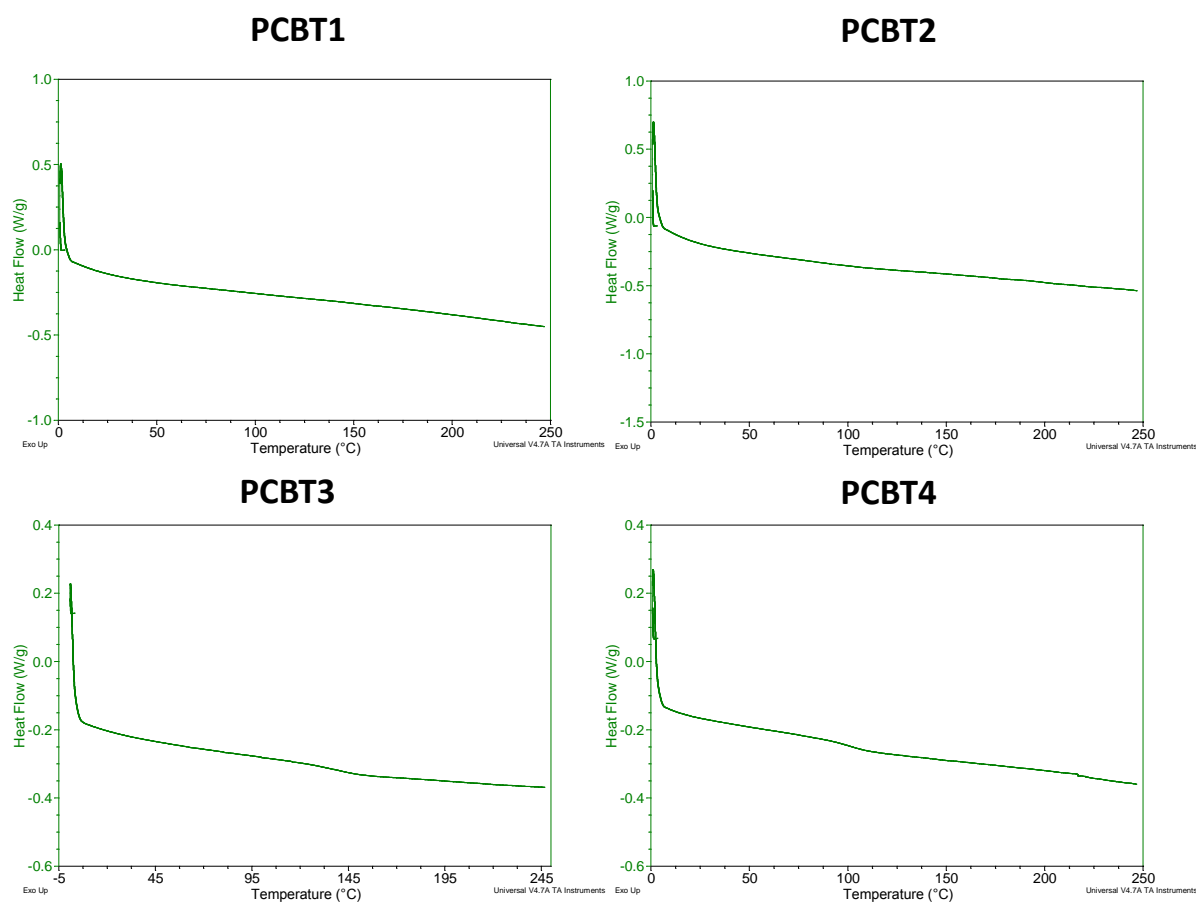 PCBT1
1.0
0.5
0.0
-0.5
-1.0
Heat Flow (W/g)
0 50 100 150 200 250
Exo Up Temperature (°C) Universal V4.7A TA Instruments
PCBT2
1.0
0.5
0.0
-0.5
-1.0
-1.5
Heat Flow (W/g)
0 50 100 150 200 250
Exo Up Temperature (°C) Universal V4.7A TA Instruments
PCBT3
0.4
0.2
0.0
-0.2
-0.4
-0.6
Heat Flow (W/g)
-5 45 95 145 195 245
Exo Up Temperature (°C) Universal V4.7A TA Instruments
PCBT4
0.4
0.2
0.0
-0.2
-0.4
-0.6
Heat Flow (W/g)
0 50 100 150 200 250
Exo Up Temperature (°C) Universal V4.7A TA Instruments